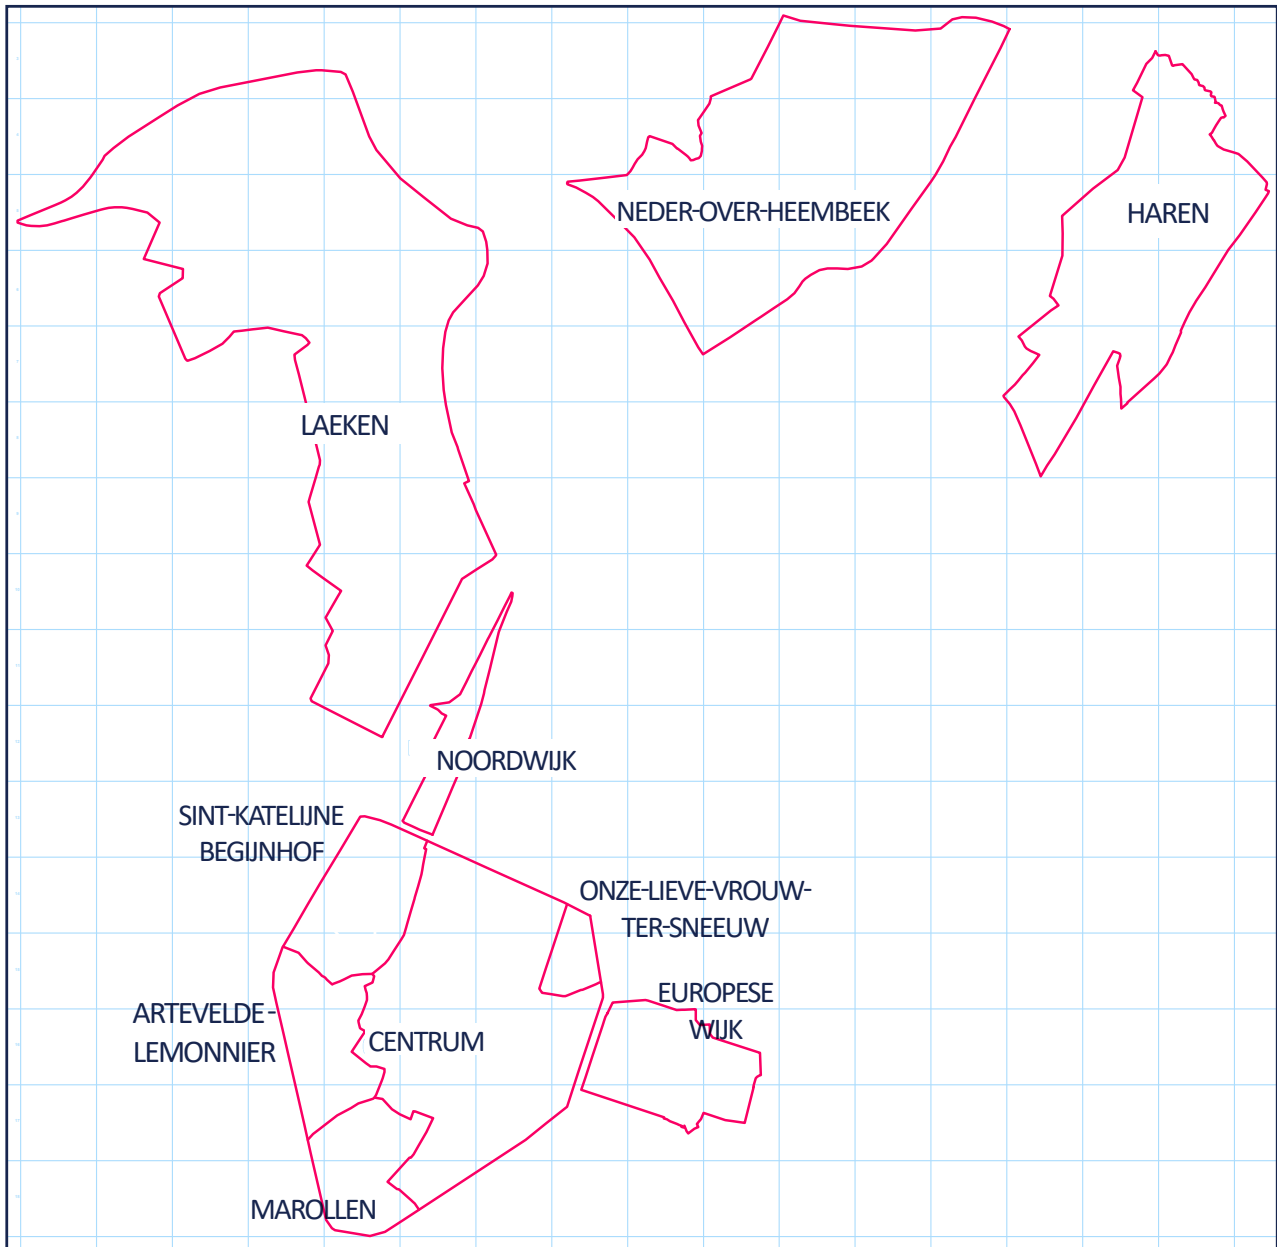 NEDER-OVER-HEEMBEEK
HAREN
LAEKEN
NOORDWIJK
SINT-KATELIJNE
BEGIJNHOF
ONZE-LIEVE-VROUW-
TER-SNEEUW
EUROPESE
WIJK
ARTEVELDE-
LEMONNIER
CENTRUM
MAROLLEN